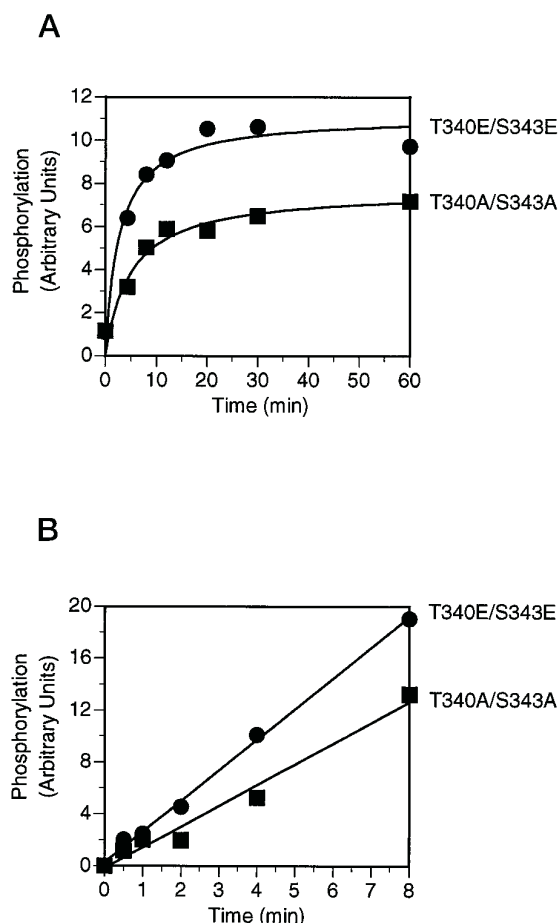 A
12
10
8
6
4
2
0
Phosphorylation
(Arbitrary Units)
T340E/S343E
T340A/S343A
0 10 20 30 40 50 60
Time (min)
B
20
16
12
8
4
0
Phosphorylation
(Arbitrary Units)
T340E/S343E
T340A/S343A
0 1 2 3 4 5 6 7 8
Time (min)